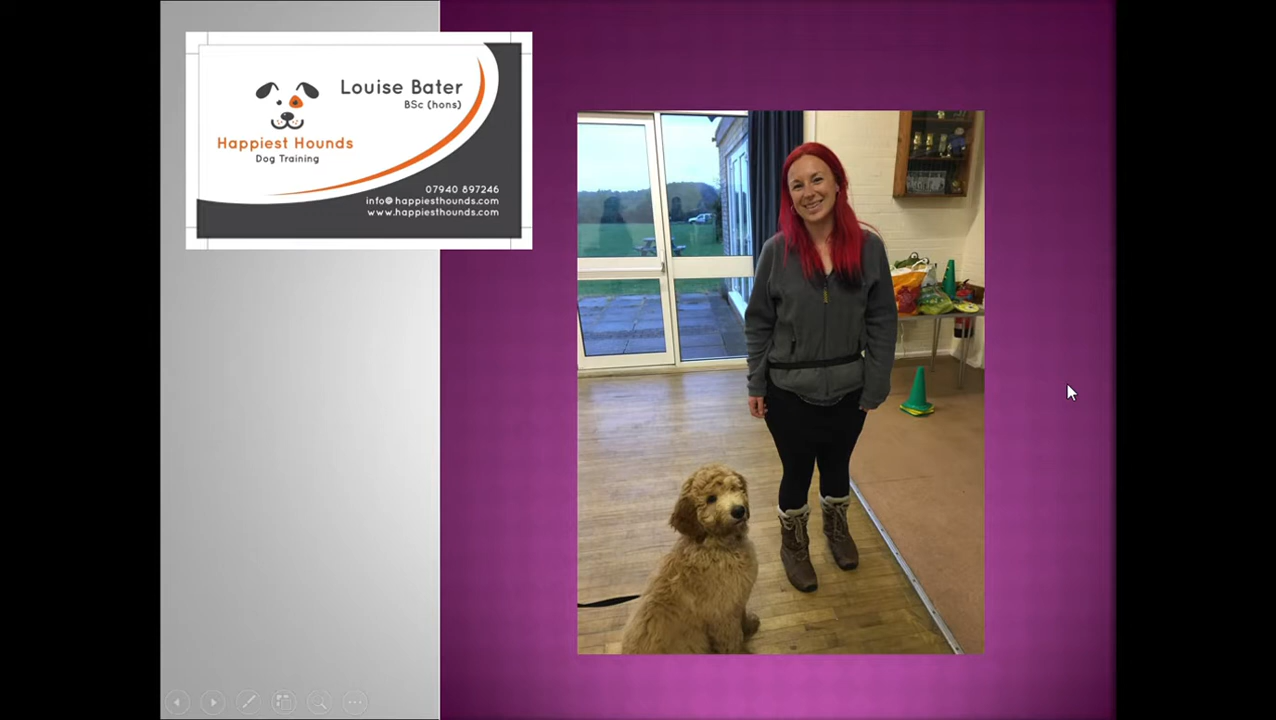 Louise Bater
BSc (hons)
Happiest Hounds
Dog Training
07940 897246
info@happiesthounds.com
www.happiesthounds.com